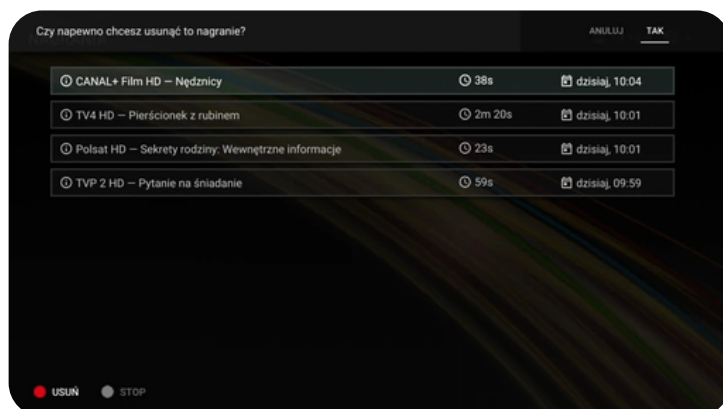 Czy napewno chcesz usunąć to nagranie? ANULUJ TAK
CANAL+ Film HD — Nędznicy 38s dzisiaj, 10:04
TV4 HD — Pierścionek z rubinem 2m 20s dzisiaj, 10:01
Polsat HD — Sekrety rodziny: Wewnętrzne informacje 23s dzisiaj, 10:01
TVP 2 HD — Pytanie na śniadanie 59s dzisiaj, 09:59
USUŃ STOP